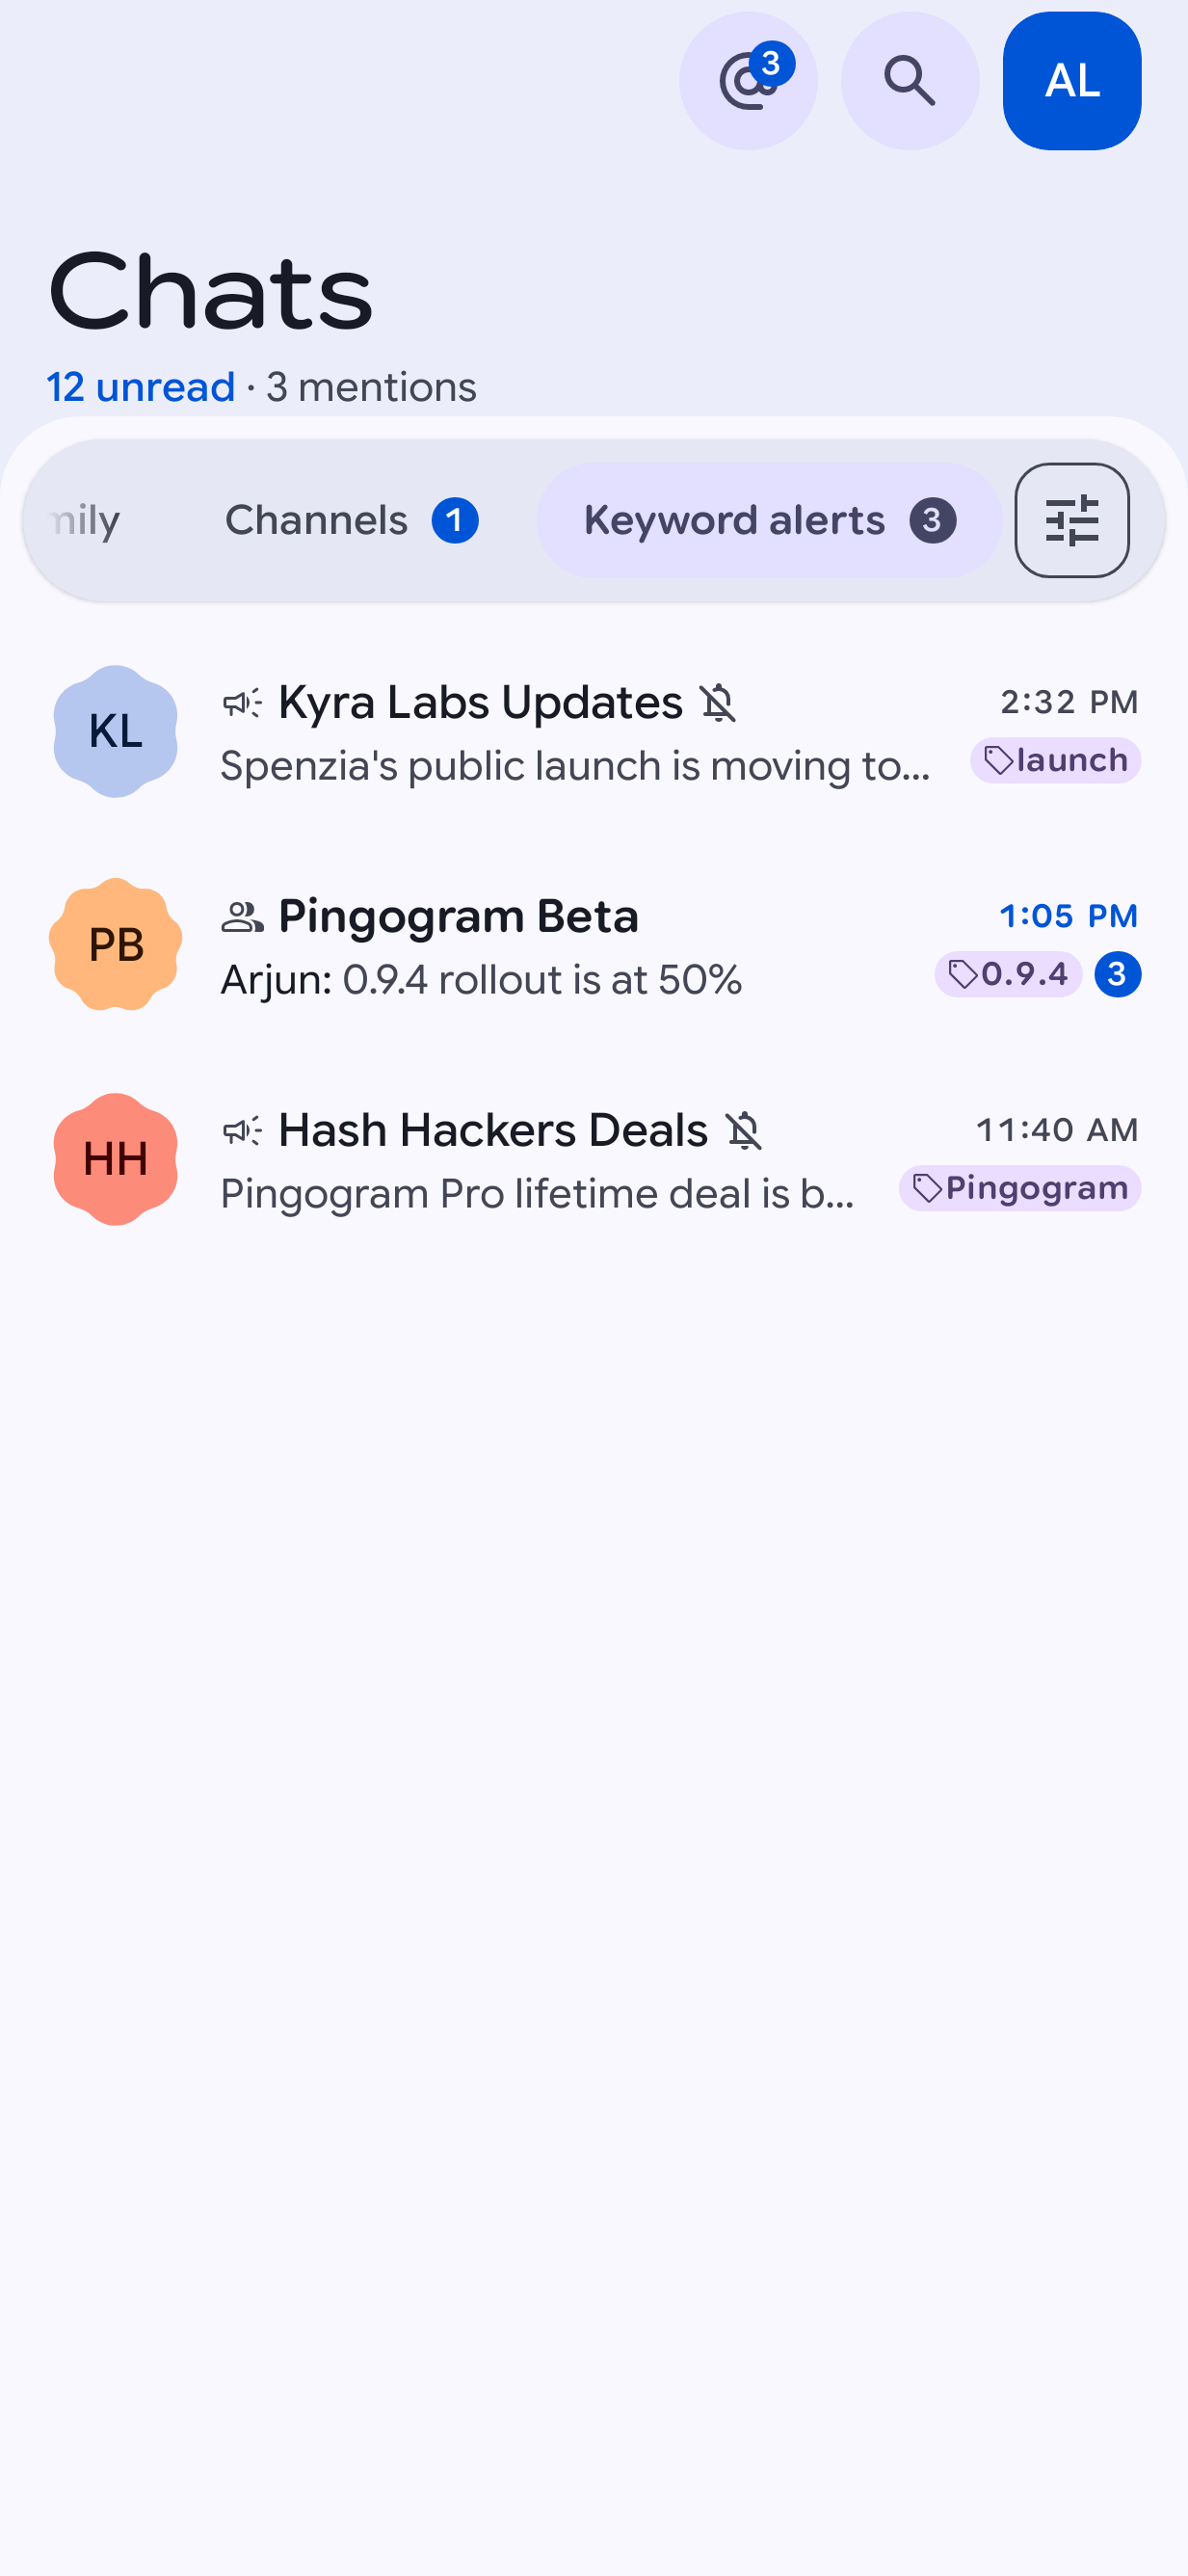 3
AL
Chats
12 unread · 3 mentions
mily Channels 1 Keyword alerts 3
KL
Kyra Labs Updates 2:32 PM
Spenzia's public launch is moving to... launch
PB
Pingogram Beta 1:05 PM
Arjun: 0.9.4 rollout is at 50% 0.9.4 3
HH
Hash Hackers Deals 11:40 AM
Pingogram Pro lifetime deal is b... Pingogram